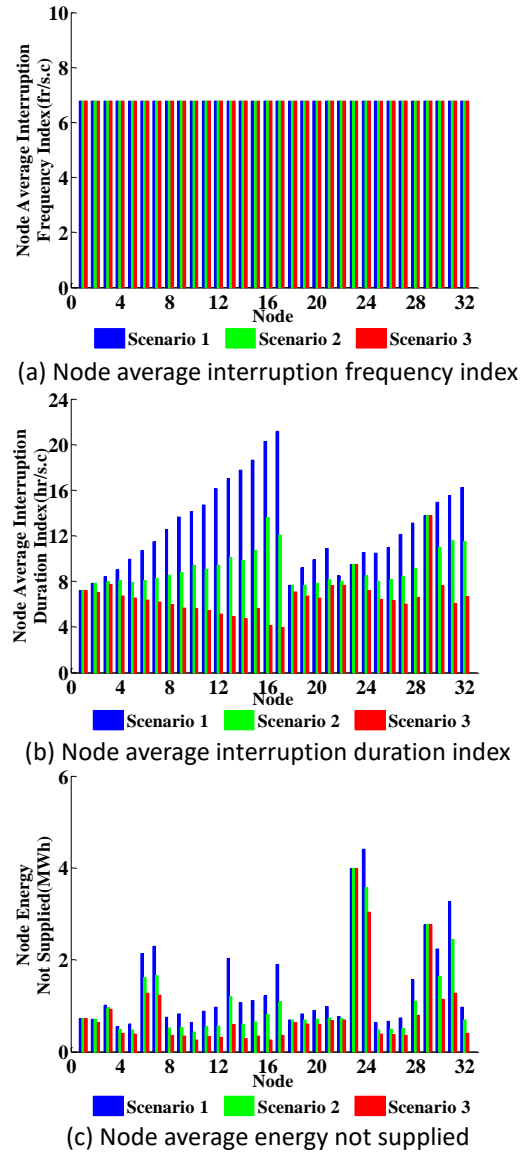 10
8
6
4
2
0
Node Average Interruption
Frequency Index(fr/s.c)
0 4 8 12 16 20 24 28 32
Node
Scenario 1 Scenario 2 Scenario 3
(a) Node average interruption frequency index
24
20
16
12
8
4
0
Node Average Interruption
Duration Index(hr/s.c)
0 4 8 12 16 20 24 28 32
Node
Scenario 1 Scenario 2 Scenario 3
(b) Node average interruption duration index
6
4
2
0
Node Energy
Not Supplied(MWh)
0 4 8 12 16 20 24 28 32
Node
Scenario 1 Scenario 2 Scenario 3
(c) Node average energy not supplied